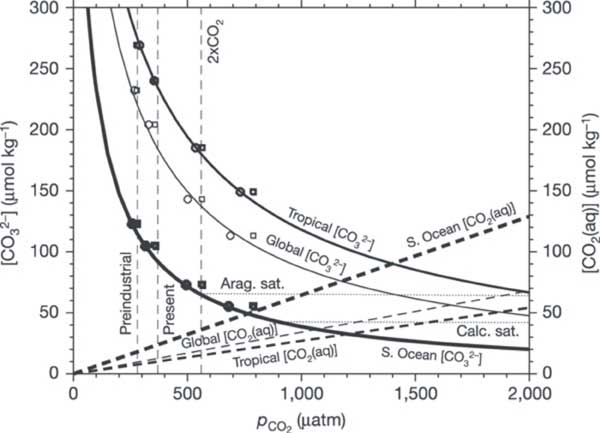 300
250
200
150
100
50
0
[CO₃²⁻] (μmol kg⁻¹)
300
250
200
150
100
50
0
[CO₂(aq)] (μmol kg⁻¹)
2xCO₂
Preindustrial
Present
Tropical [CO₃²⁻]
Global [CO₃²⁻]
S. Ocean [CO₂(aq)]
Arag. sat.
Calc. sat.
Global [CO₂(aq)]
Tropical [CO₂(aq)]
S. Ocean [CO₃²⁻]
0
500
1,000
1,500
2,000
pCO₂ (μatm)